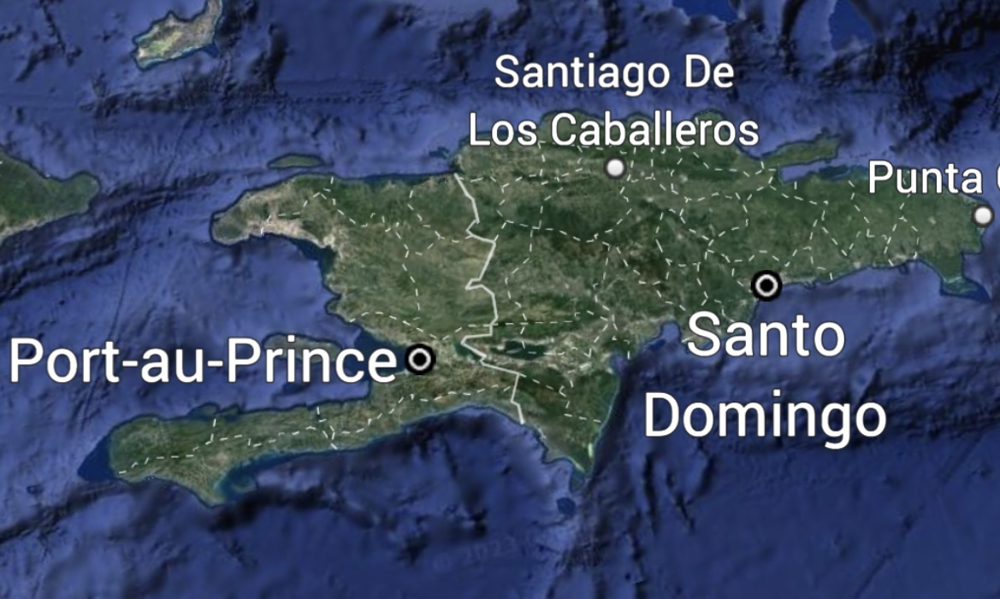 Santiago De
Los Caballeros
Punta
Port-au-Prince
Santo
Domingo